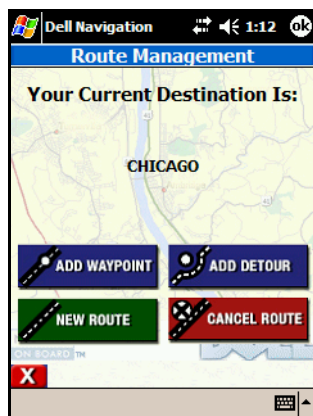 Dell Navigation 1:12 ok
Route Management
Your Current Destination Is:
CHICAGO
ADD WAYPOINT ADD DETOUR
NEW ROUTE CANCEL ROUTE
ON BOARD TM
X